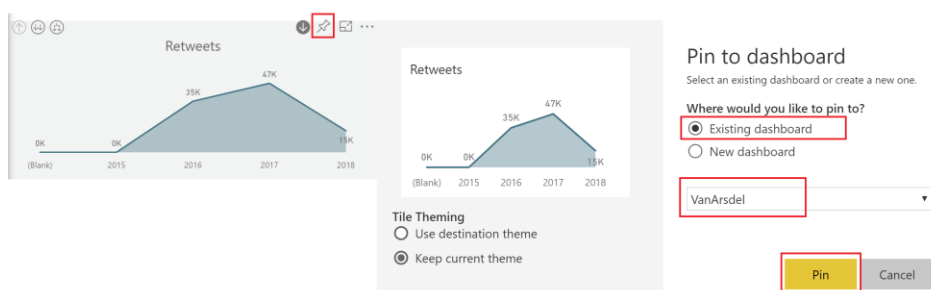 Retweets
47K
35K
0K
0K
15K
(Blank) 2015 2016 2017 2018
Retweets
47K
35K
0K
0K
15K
(Blank) 2015 2016 2017 2018
Tile Theming
Use destination theme
Keep current theme
Pin to dashboard
Select an existing dashboard or create a new one.
Where would you like to pin to?
Existing dashboard
New dashboard
VanArsdel
Pin
Cancel